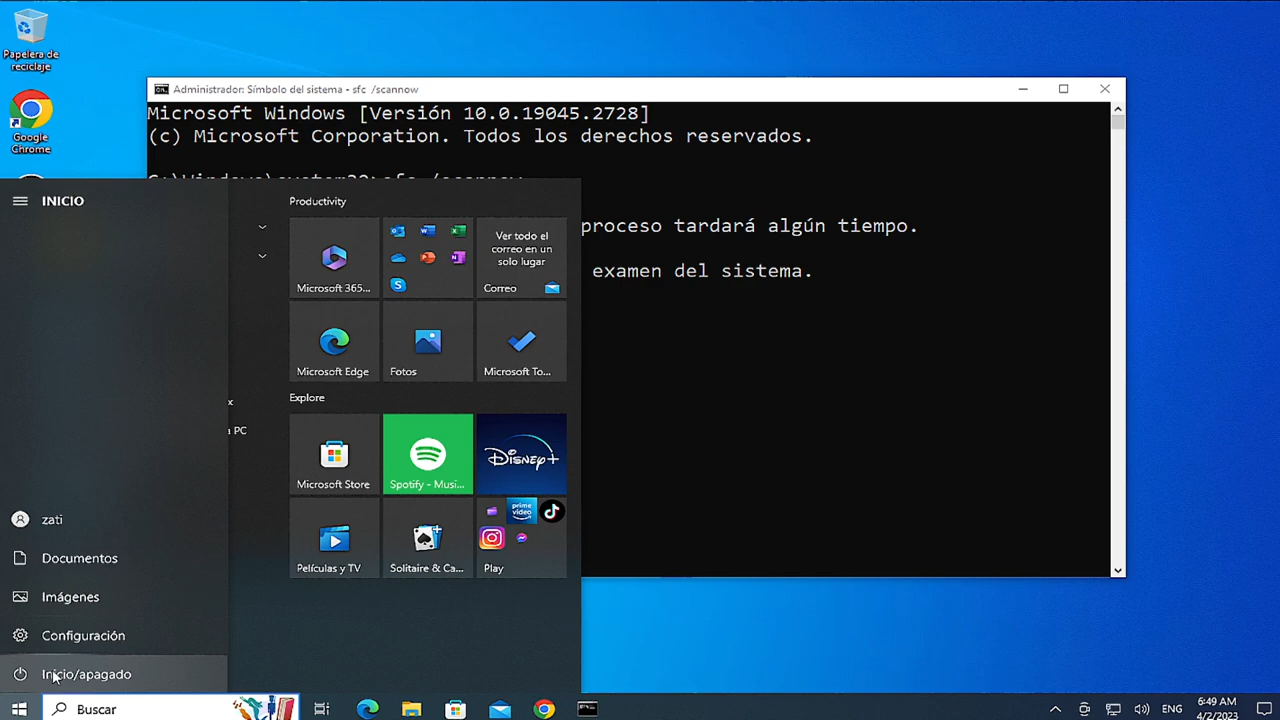 Papelera de
reciclaje
Google
Chrome
Administrador: Símbolo del sistema - sfc /scannow
Microsoft Windows [Versión 10.0.19045.2728]
(c) Microsoft Corporation. Todos los derechos reservados.
proceso tardará algún tiempo.
examen del sistema.
INICIO
zati
Documentos
Imágenes
Configuración
Inicio/apagado
a PC
Productivity
Microsoft 365...
Ver todo el
correo en un
solo lugar
Correo
Microsoft Edge
Fotos
Microsoft To...
Explore
Microsoft Store
Spotify - Musi...
Disney+
Películas y TV
Solitaire & Ca...
prime
video
Play
Buscar
ENG
6:49 AM
4/2/2023